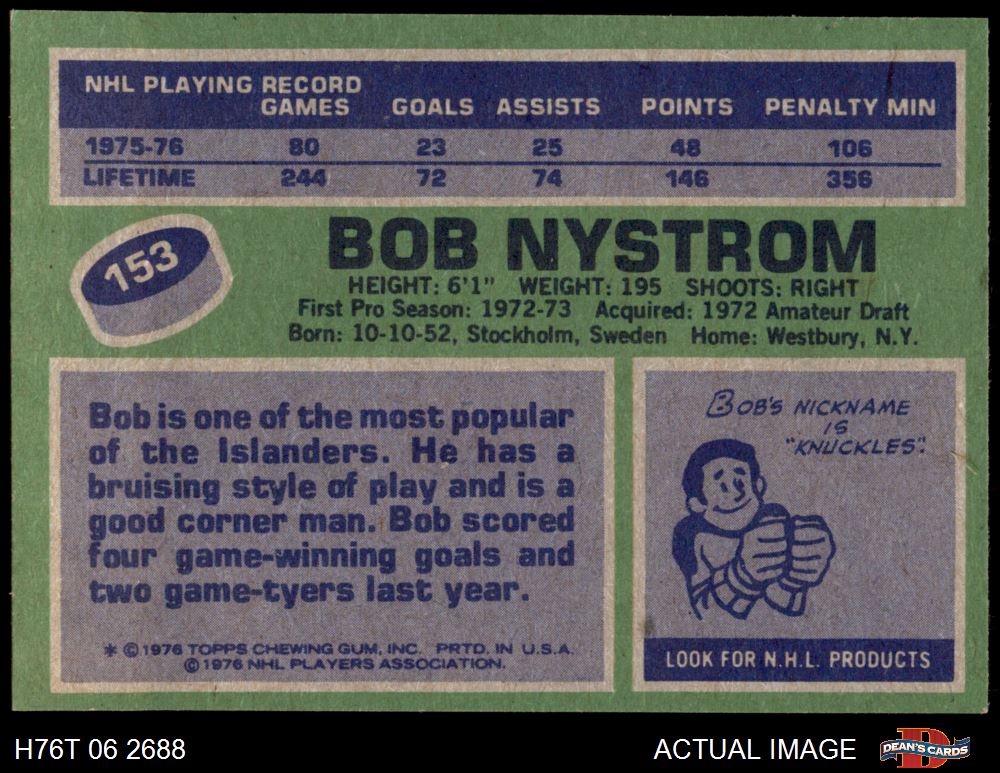 NHL PLAYING RECORD
GAMES GOALS ASSISTS POINTS PENALTY MIN
1975-76 80 23 25 48 106
LIFETIME 244 72 74 146 356
153
BOB NYSTROM
HEIGHT: 6'1" WEIGHT: 195 SHOOTS: RIGHT
First Pro Season: 1972-73 Acquired: 1972 Amateur Draft
Born: 10-10-52, Stockholm, Sweden Home: Westbury, N.Y.
Bob is one of the most popular
of the Islanders. He has a
bruising style of play and is a
good corner man. Bob scored
four game-winning goals and
two game-tyers last year.
* © 1976 TOPPS CHEWING GUM, INC. PRTD. IN U.S.A.
© 1976 NHL PLAYERS ASSOCIATION.
BOB'S NICKNAME
IS
"KNUCKLES".
LOOK FOR N.H.L. PRODUCTS
H76T 06 2688
ACTUAL IMAGE
D
DEAN'S CARDS